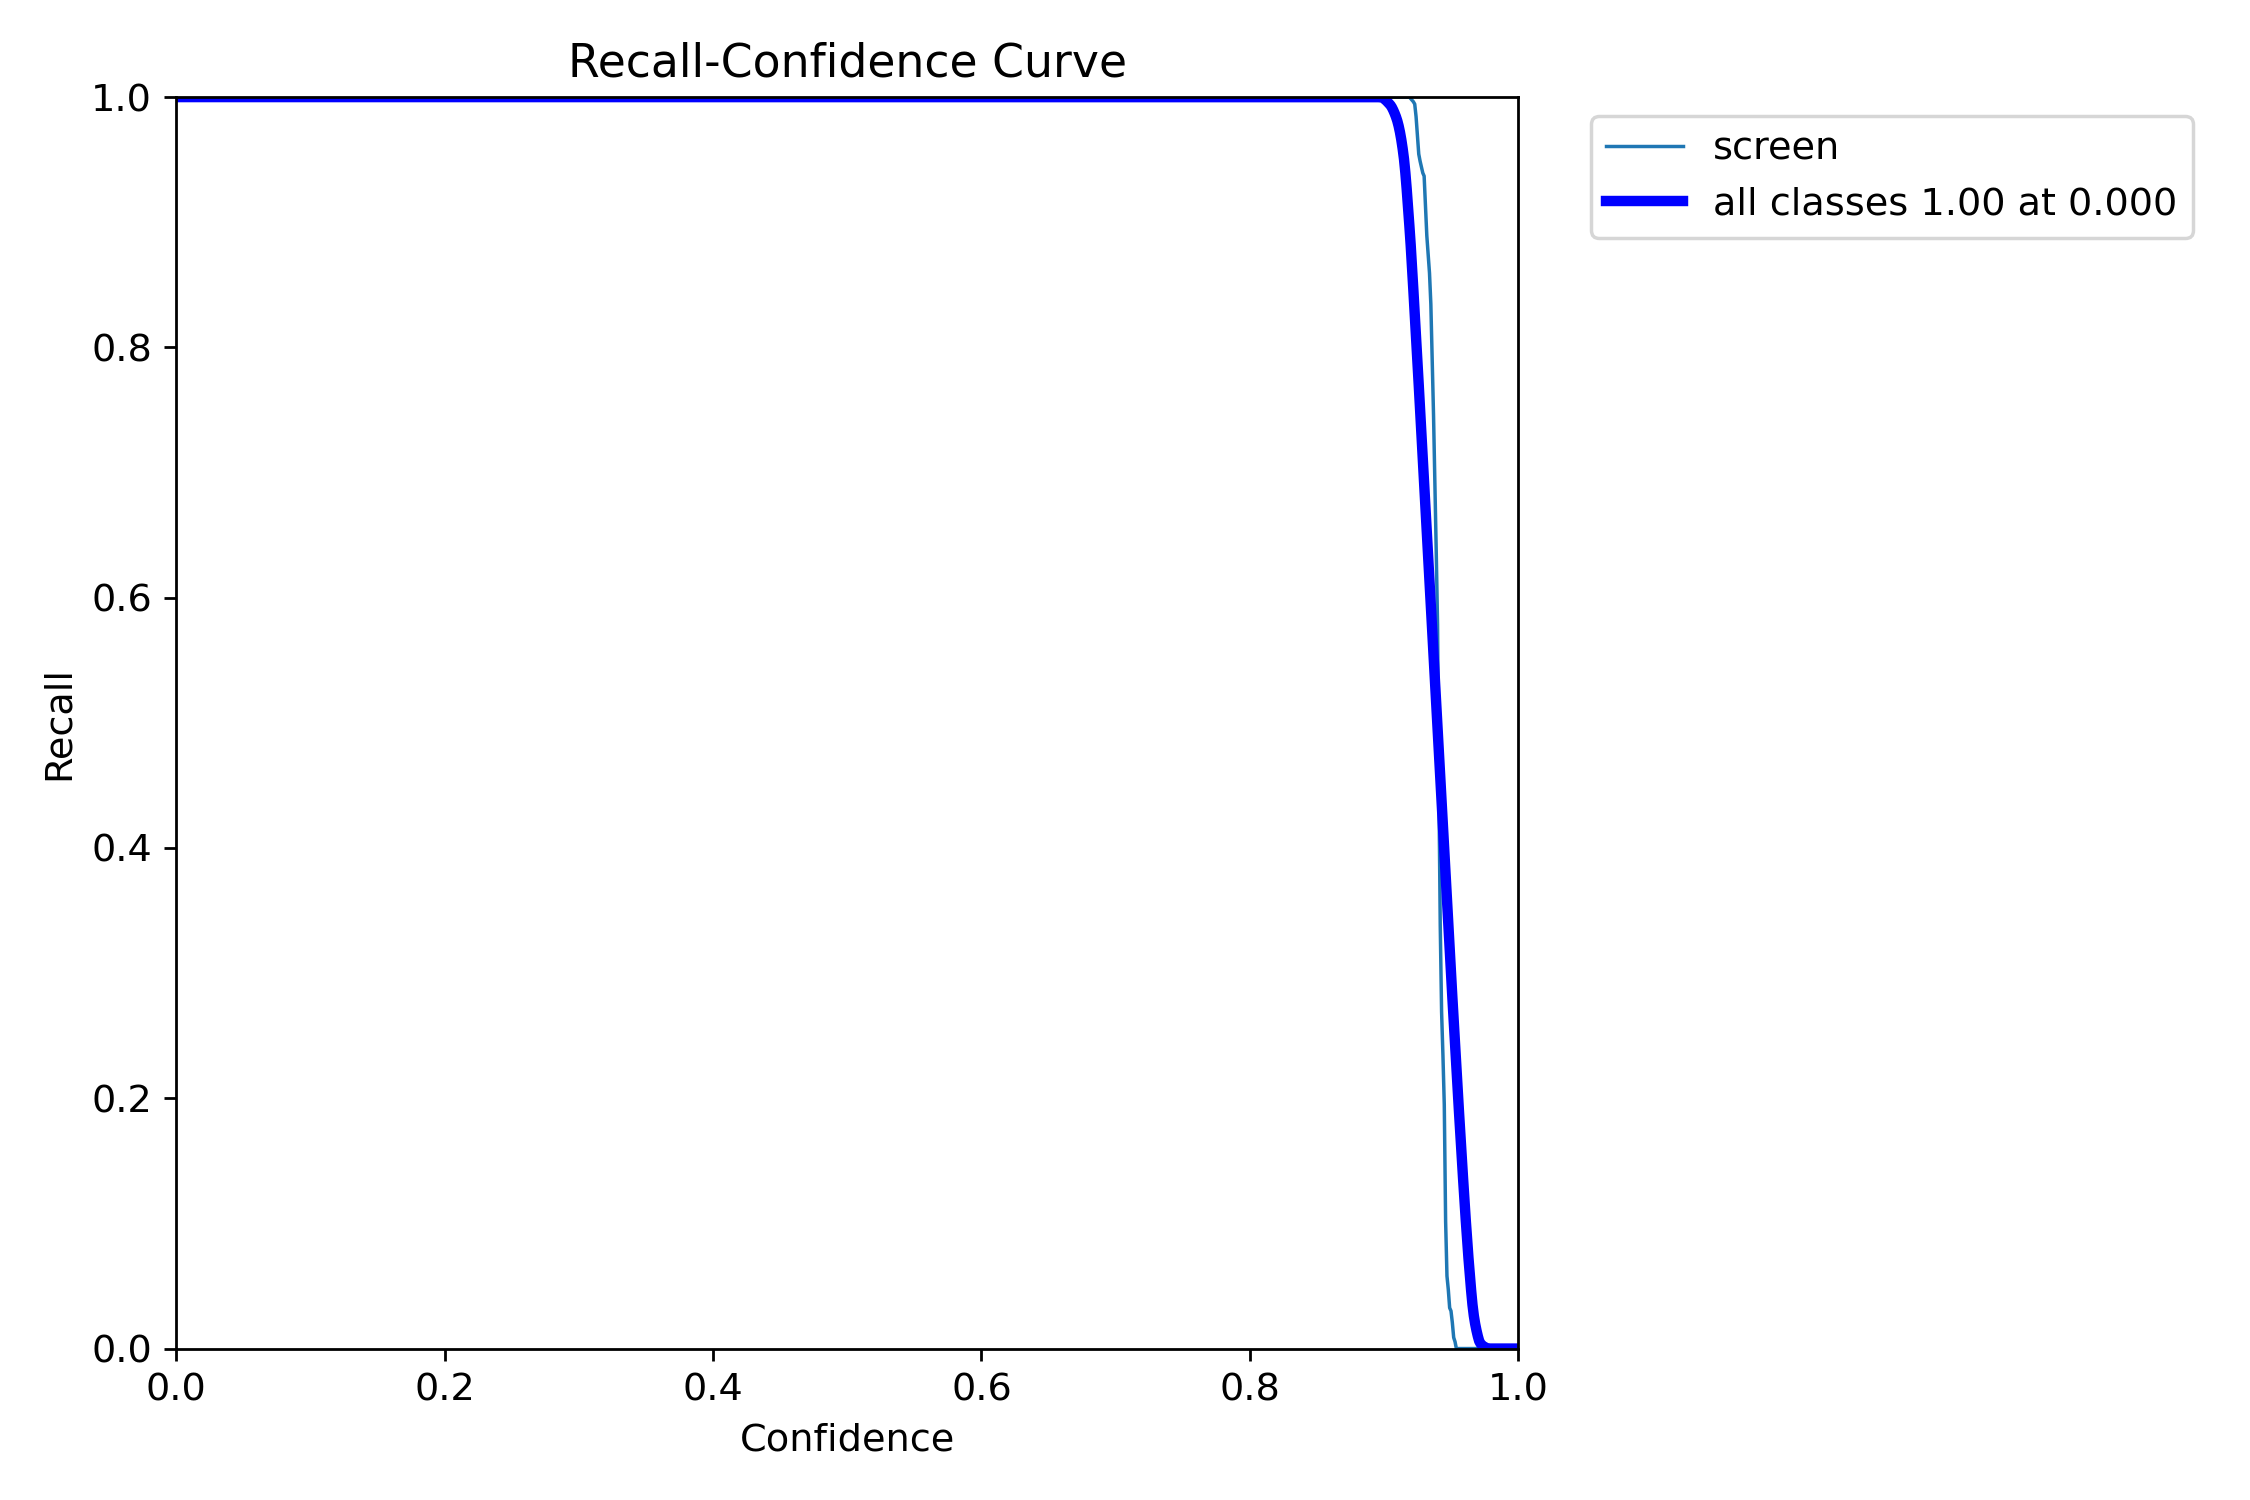 Recall-Confidence Curve
1.0
0.8
0.6
0.4
0.2
0.0
Recall
0.0 0.2 0.4 0.6 0.8 1.0
Confidence
screen
all classes 1.00 at 0.000